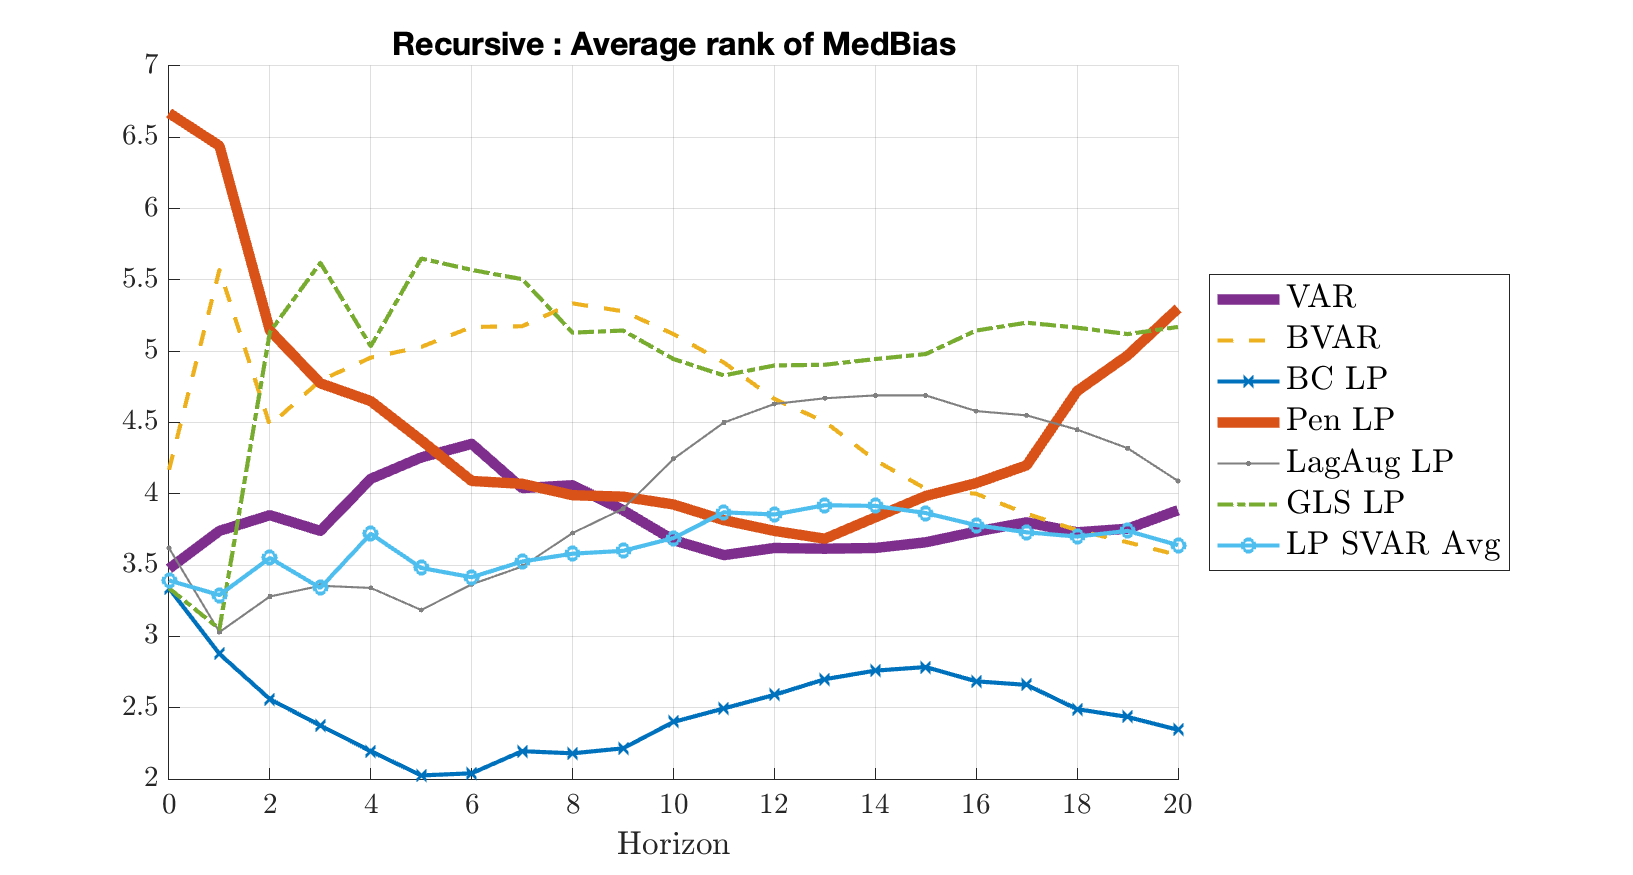 Recursive : Average rank of MedBias
7
6.5
6
5.5
5
4.5
4
3.5
3
2.5
2
0 2 4 6 8 10 12 14 16 18 20
Horizon
VAR
BVAR
BC LP
Pen LP
LagAug LP
GLS LP
LP SVAR Avg